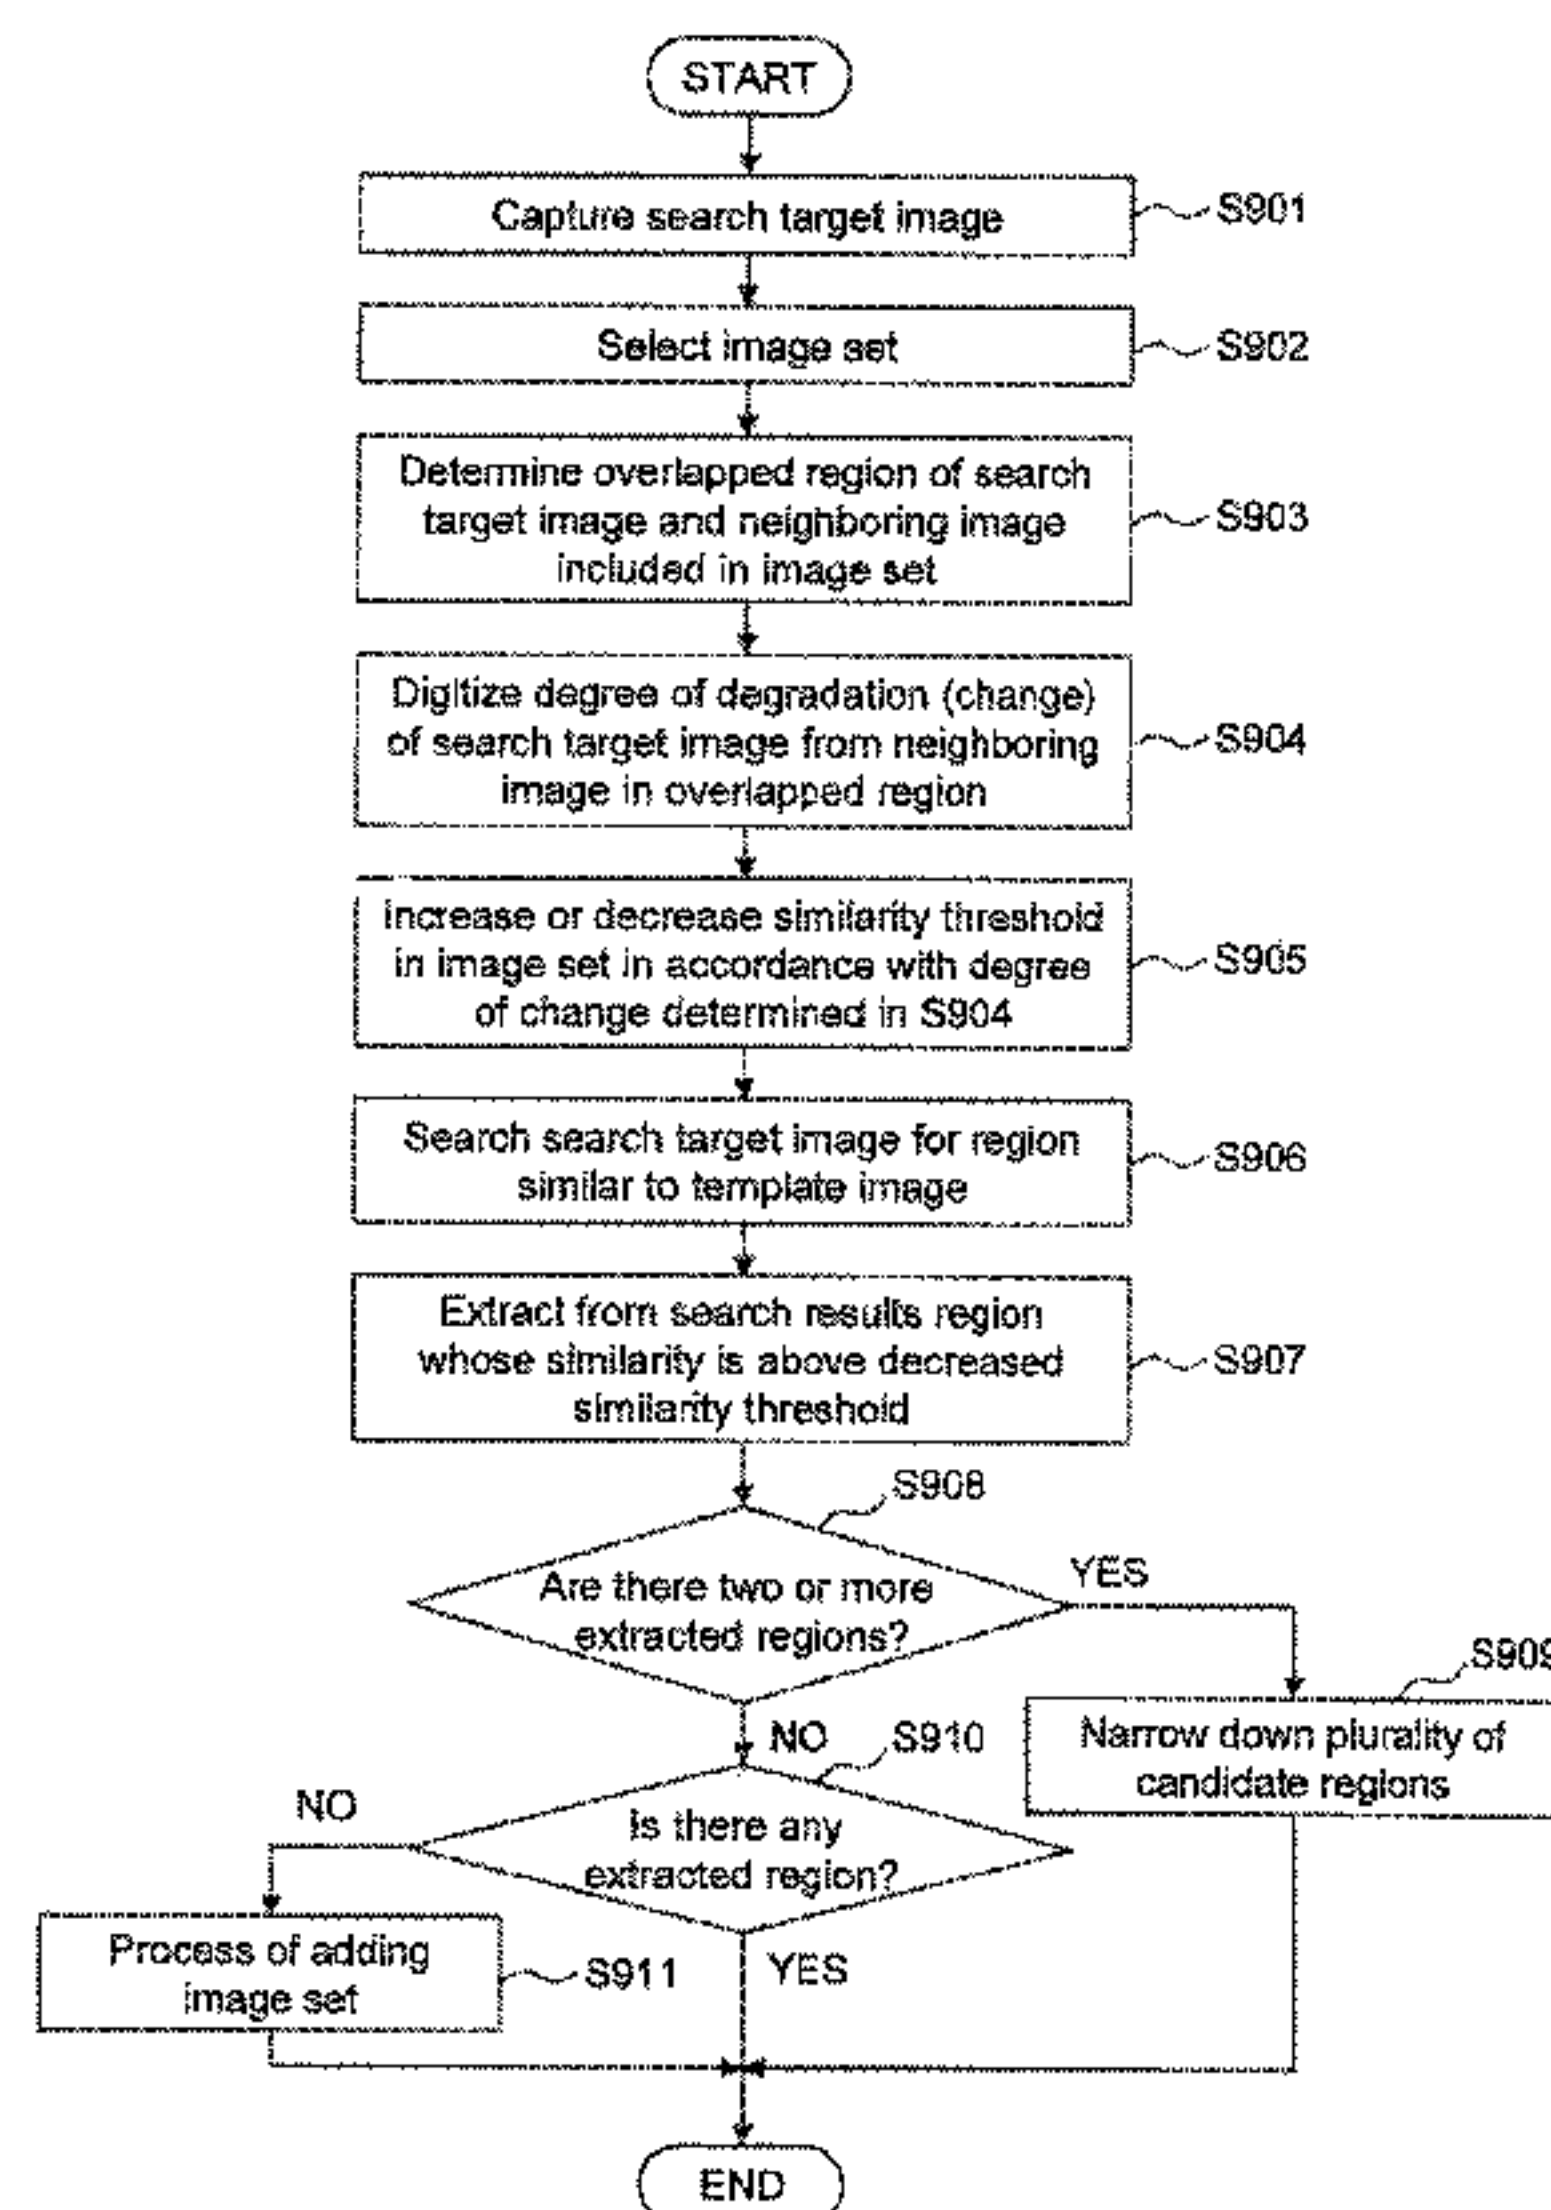 START
Capture search target image
S901
Select image set
S902
Determine overlapped region of search
target image and neighboring image
included in image set
S903
Digitize degree of degradation (change)
of search target image from neighboring
image in overlapped region
S904
Increase or decrease similarity threshold
in image set in accordance with degree
of change determined in S904
S905
Search search target image for region
similar to template image
S906
Extract from search results region
whose similarity is above decreased
similarity threshold
S907
S908
Are there two or more
extracted regions?
YES
S909
Narrow down plurality of
candidate regions
NO
S910
Is there any
extracted region?
NO
Process of adding
image set
S911
YES
END